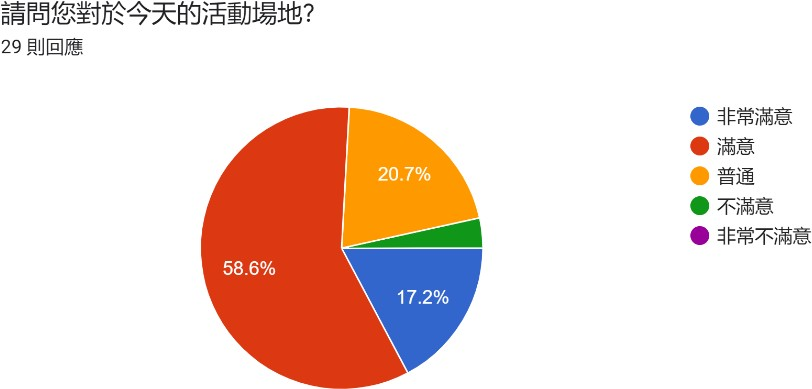 請問您對於今天的活動場地?
29 則回應
非常滿意
滿意
普通
不滿意
非常不滿意
20.7%
58.6%
17.2%